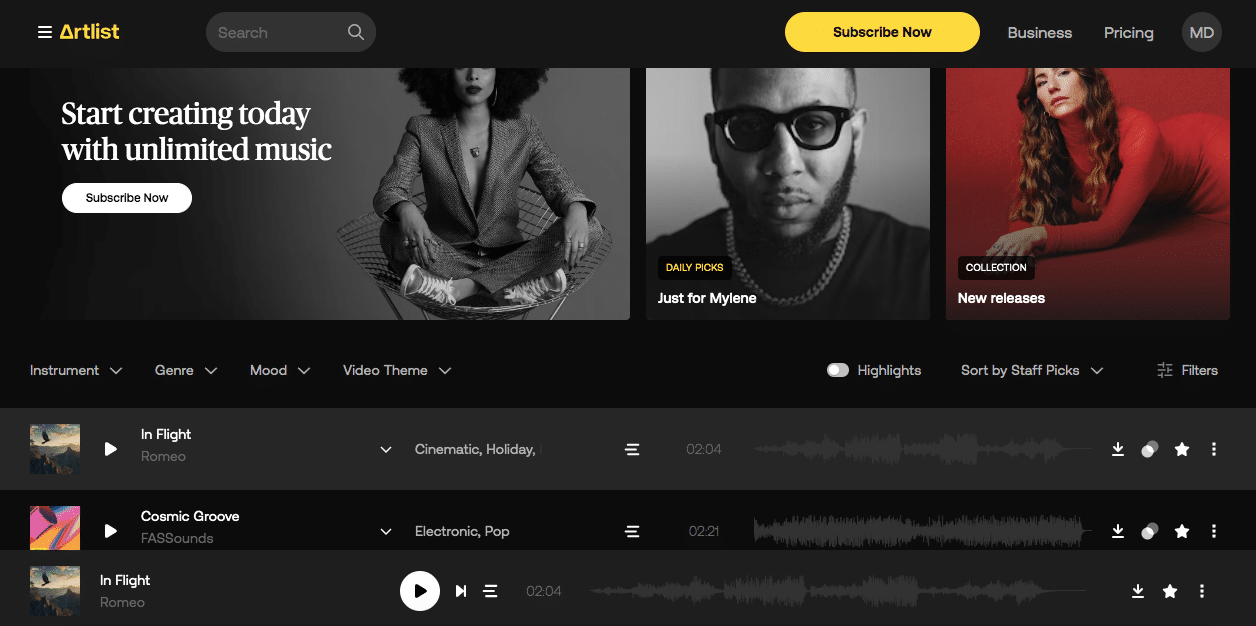 Artlist
Search
Subscribe Now
Business
Pricing
MD
Start creating today
with unlimited music
Subscribe Now
DAILY PICKS
Just for Mylene
COLLECTION
New releases
Instrument
Genre
Mood
Video Theme
Highlights
Sort by Staff Picks
Filters
In Flight
Romeo
Cinematic, Holiday,
02:04
Cosmic Groove
FASSounds
Electronic, Pop
02:21
In Flight
Romeo
02:04